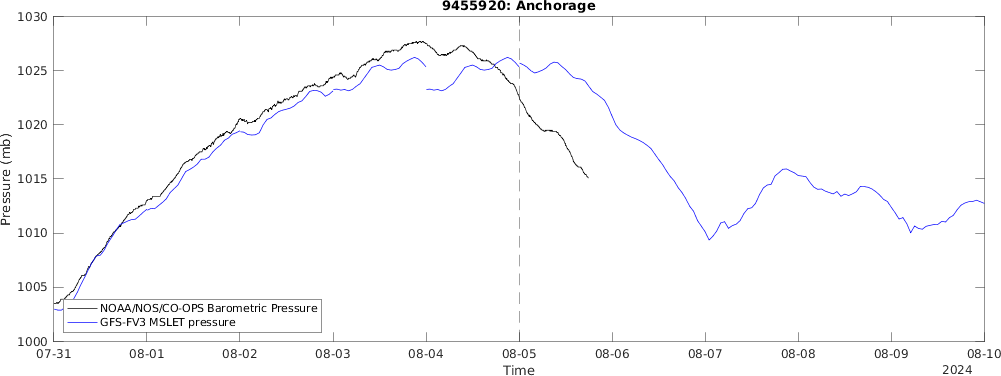 9455920: Anchorage
Pressure (mb)
1030
1025
1020
1015
1010
1005
1000
NOAA/NOS/CO-OPS Barometric Pressure
GFS-FV3 MSLET pressure
07-31 08-01 08-02 08-03 08-04 08-05 08-06 08-07 08-08 08-09 08-10
Time
2024